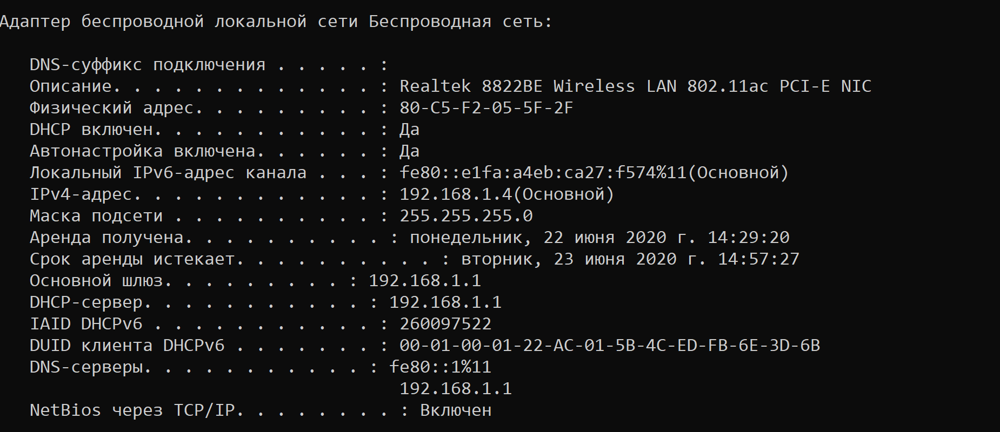 Адаптер беспроводной локальной сети Беспроводная сеть:
DNS-суффикс подключения . . . . . :
Описание. . . . . . . . . . . . . : Realtek 8822BE Wireless LAN 802.11ac PCI-E NIC
Физический адрес. . . . . . . . . : 80-C5-F2-05-5F-2F
DHCP включен. . . . . . . . . . . : Да
Автонастройка включена. . . . . . : Да
Локальный IPv6-адрес канала . . . : fe80::e1fa:a4eb:ca27:f574%11(Основной)
IPv4-адрес. . . . . . . . . . . . : 192.168.1.4(Основной)
Маска подсети . . . . . . . . . . : 255.255.255.0
Аренда получена. . . . . . . . . . : понедельник, 22 июня 2020 г. 14:29:20
Срок аренды истекает. . . . . . . . . . : вторник, 23 июня 2020 г. 14:57:27
Основной шлюз. . . . . . . . . : 192.168.1.1
DHCP-сервер. . . . . . . . . . . : 192.168.1.1
IAID DHCPv6 . . . . . . . . . . . : 260097522
DUID клиента DHCPv6 . . . . . . . : 00-01-00-01-22-AC-01-5B-4C-ED-FB-6E-3D-6B
DNS-серверы. . . . . . . . . . . : fe80::1%11
192.168.1.1
NetBios через TCP/IP. . . . . . . . : Включен